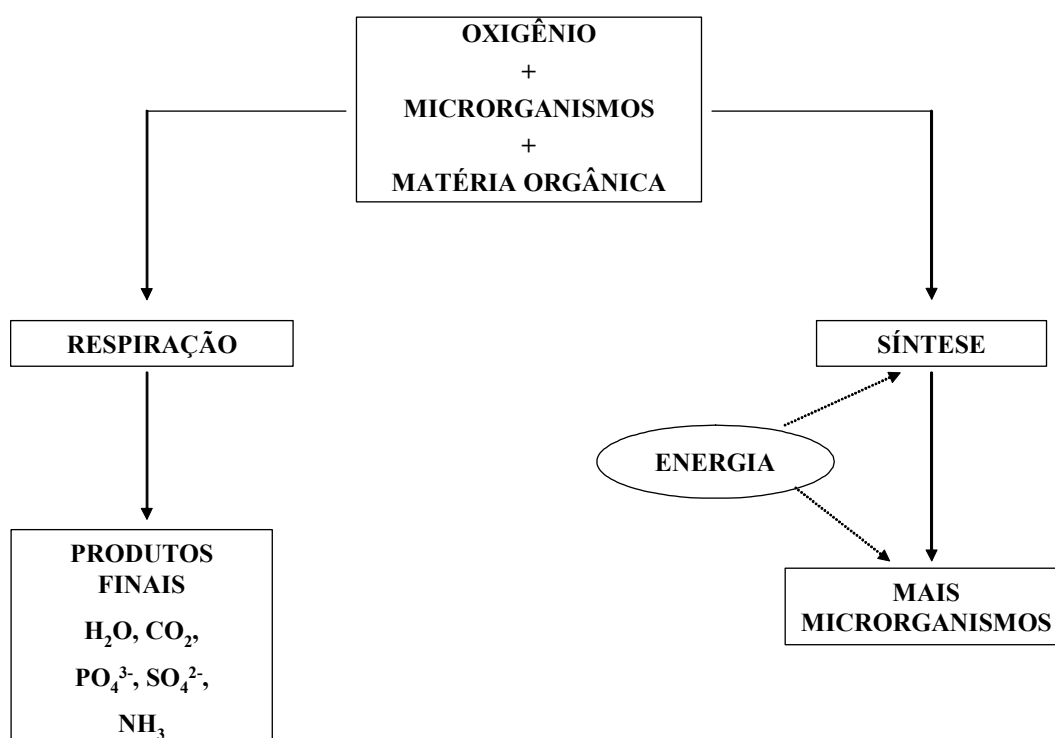 OXIGÊNIO
+
MICRORGANISMOS
+
MATÉRIA ORGÂNICA
RESPIRAÇÃO
SÍNTESE
ENERGIA
PRODUTOS
FINAIS
H₂O, CO₂,
PO₄³⁻, SO₄²⁻,
NH₃
MAIS
MICRORGANISMOS